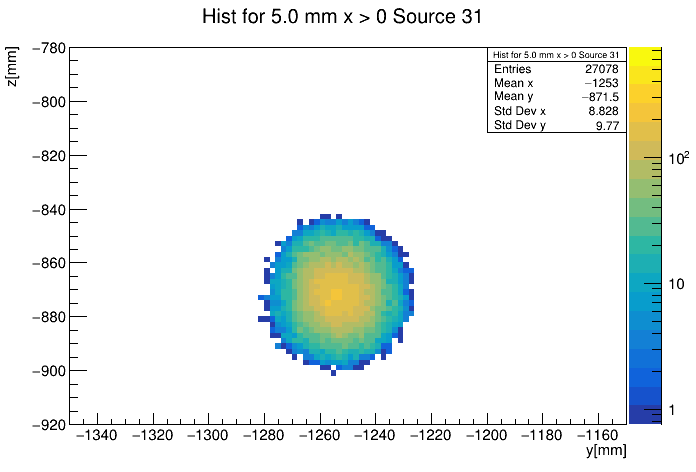 Hist for 5.0 mm x > 0 Source 31
z[mm]
−780
−800
−820
−840
−860
−880
−900
−920
Hist for 5.0 mm x > 0 Source 31
Entries 27078
Mean x −1253
Mean y −871.5
Std Dev x 8.828
Std Dev y 9.77
10²
10
1
−1340 −1320 −1300 −1280 −1260 −1240 −1220 −1200 −1180 −1160
y[mm]